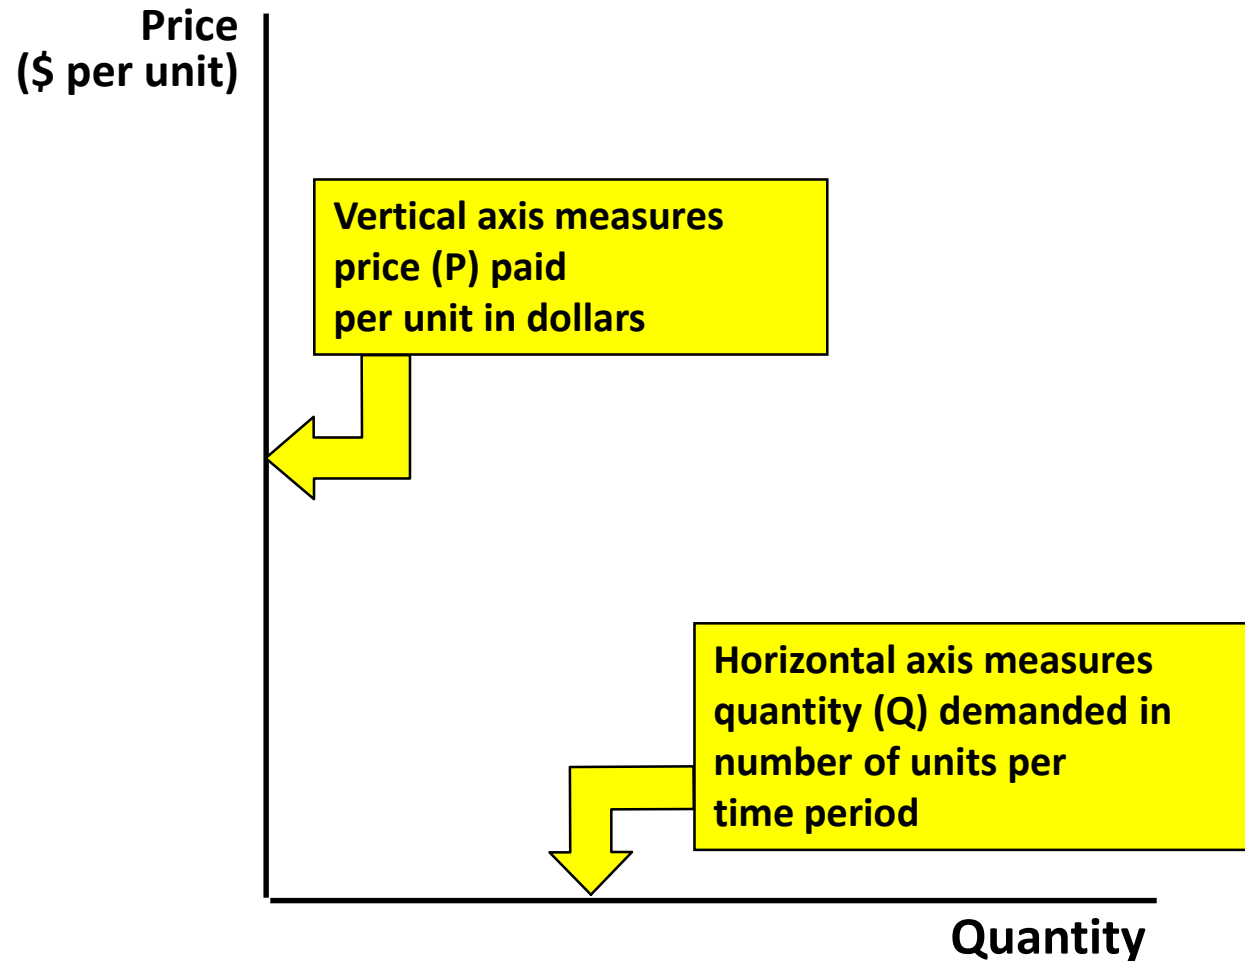 Price
($ per unit)
Vertical axis measures
price (P) paid
per unit in dollars
Horizontal axis measures
quantity (Q) demanded in
number of units per
time period
Quantity